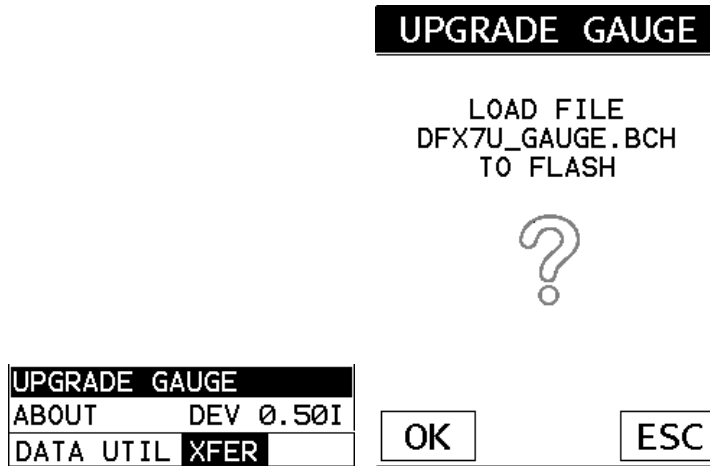 UPGRADE GAUGE
LOAD FILE
DFX7U_GAUGE.BCH
TO FLASH
?
OK ESC
UPGRADE GAUGE
ABOUT DEV 0.50I
DATA UTIL XFER